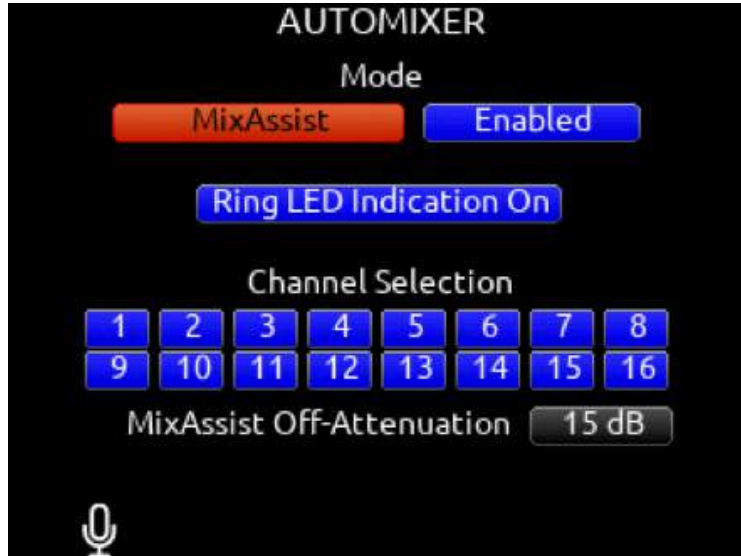 AUTOMIXER
Mode
MixAssist Enabled
Ring LED Indication On
Channel Selection
1 2 3 4 5 6 7 8
9 10 11 12 13 14 15 16
MixAssist Off-Attenuation 15 dB